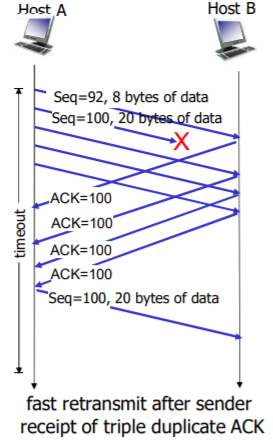 Host A
Host B
Seq=92, 8 bytes of data
Seq=100, 20 bytes of data
X
ACK=100
ACK=100
ACK=100
ACK=100
timeout
Seq=100, 20 bytes of data
fast retransmit after sender
receipt of triple duplicate ACK